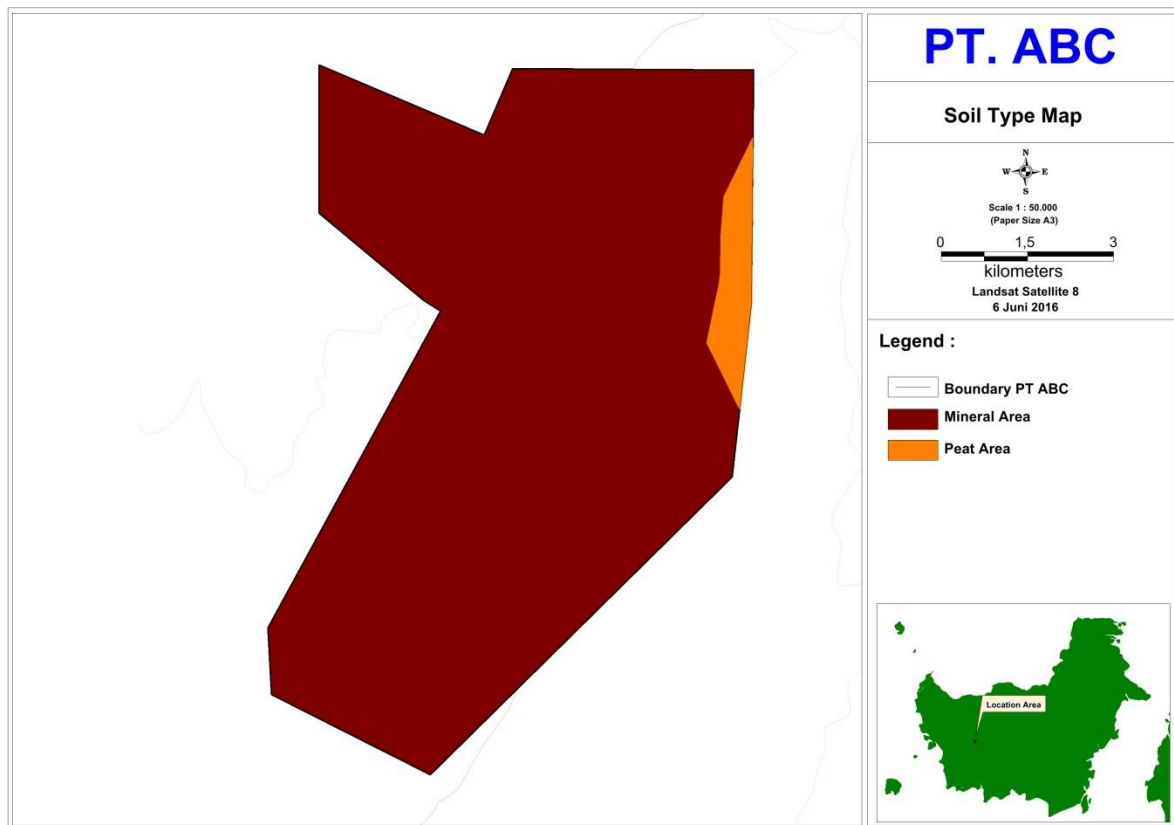 PT. ABC
Soil Type Map
N
W E
S
Scale 1 : 50.000
(Paper Size A3)
0 1,5 3
kilometers
Landsat Satellite 8
6 Juni 2016
Legend :
Boundary PT ABC
Mineral Area
Peat Area
Location Area